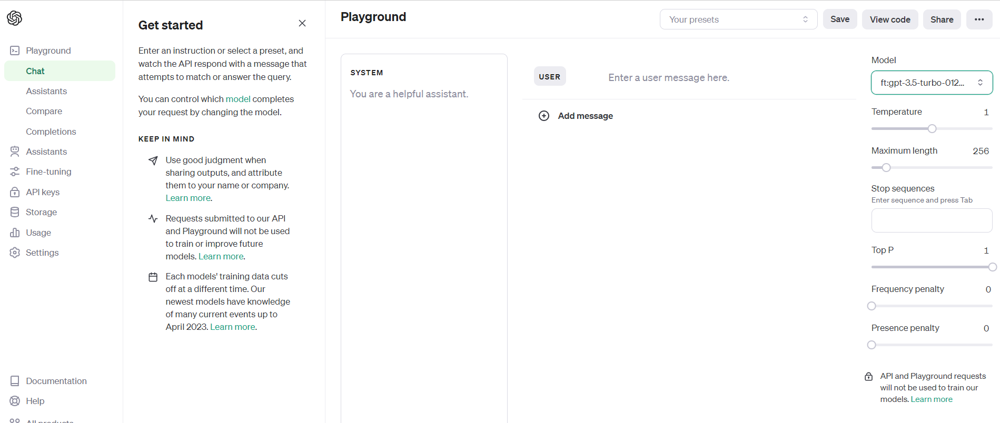 Playground
Chat
Assistants
Compare
Completions
Assistants
Fine-tuning
API keys
Storage
Usage
Settings
Documentation
Help
All products
Get started
Enter an instruction or select a preset, and
watch the API respond with a message that
attempts to match or answer the query.
You can control which model completes
your request by changing the model.
KEEP IN MIND
Use good judgment when
sharing outputs, and attribute
them to your name or company.
Learn more.
Requests submitted to our API
and Playground will not be used
to train or improve future
models. Learn more.
Each models' training data cuts
off at a different time. Our
newest models have knowledge
of many current events up to
April 2023. Learn more.
Playground
Your presets
Save
View code
Share
SYSTEM
You are a helpful assistant.
USER
Enter a user message here.
Add message
Model
ft:gpt-3.5-turbo-012...
Temperature 1
Maximum length 256
Stop sequences
Enter sequence and press Tab
Top P 1
Frequency penalty 0
Presence penalty 0
API and Playground requests
will not be used to train our
models. Learn more